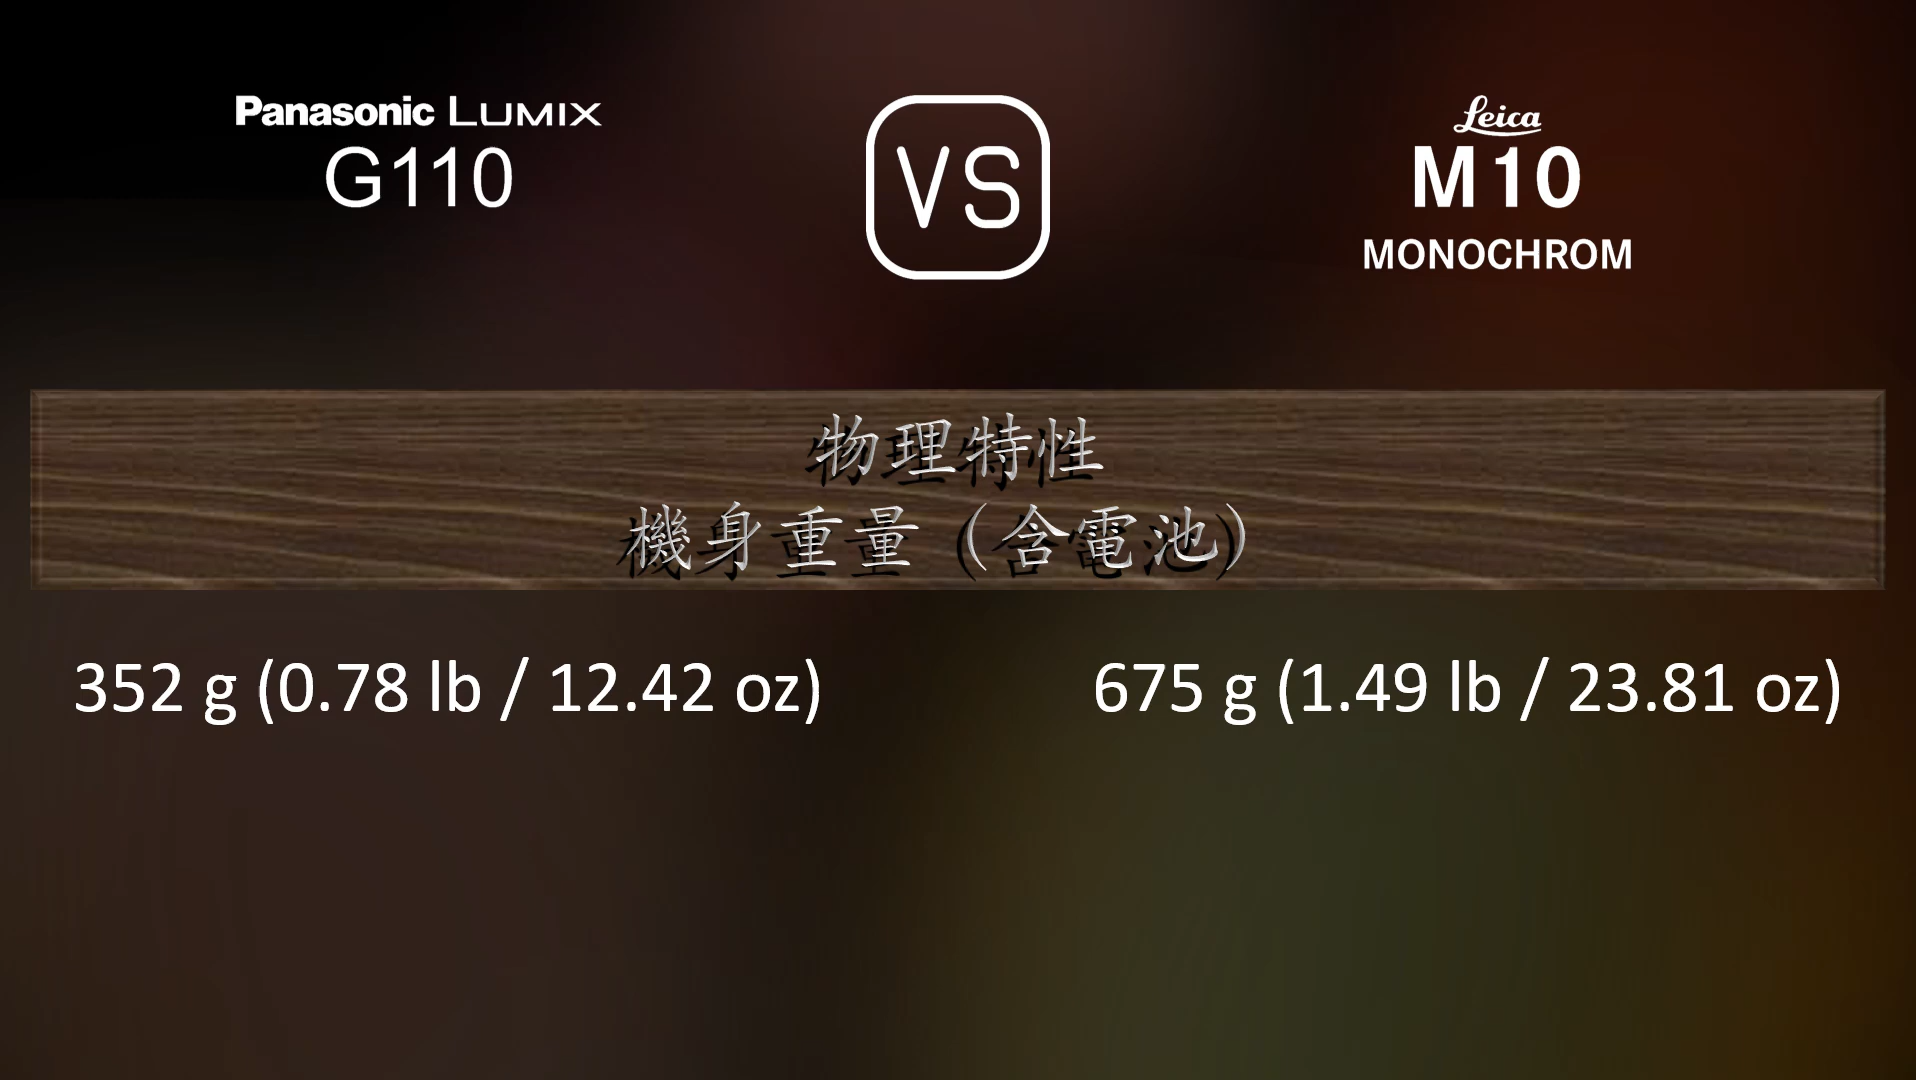 Panasonic LUMIX
G110
VS
Leica
M10
MONOCHROM
物理特性
機身重量（含電池）
352 g (0.78 lb / 12.42 oz)
675 g (1.49 lb / 23.81 oz)